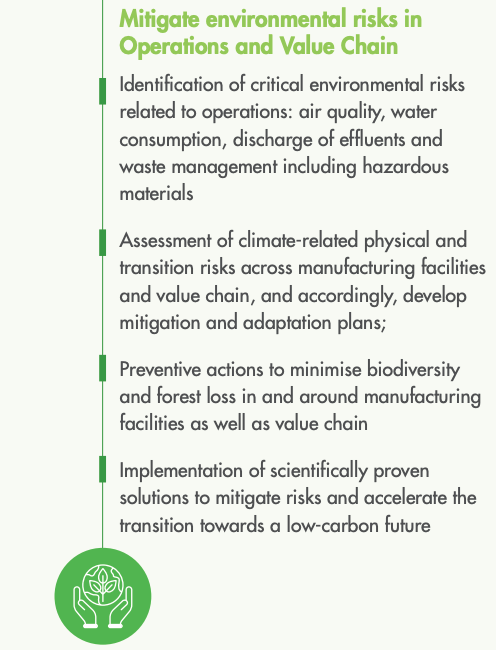 Mitigate environmental risks in
Operations and Value Chain
Identification of critical environmental risks
related to operations: air quality, water
consumption, discharge of effluents and
waste management including hazardous
materials
Assessment of climate-related physical and
transition risks across manufacturing facilities
and value chain, and accordingly, develop
mitigation and adaptation plans;
Preventive actions to minimise biodiversity
and forest loss in and around manufacturing
facilities as well as value chain
Implementation of scientifically proven
solutions to mitigate risks and accelerate the
transition towards a low-carbon future